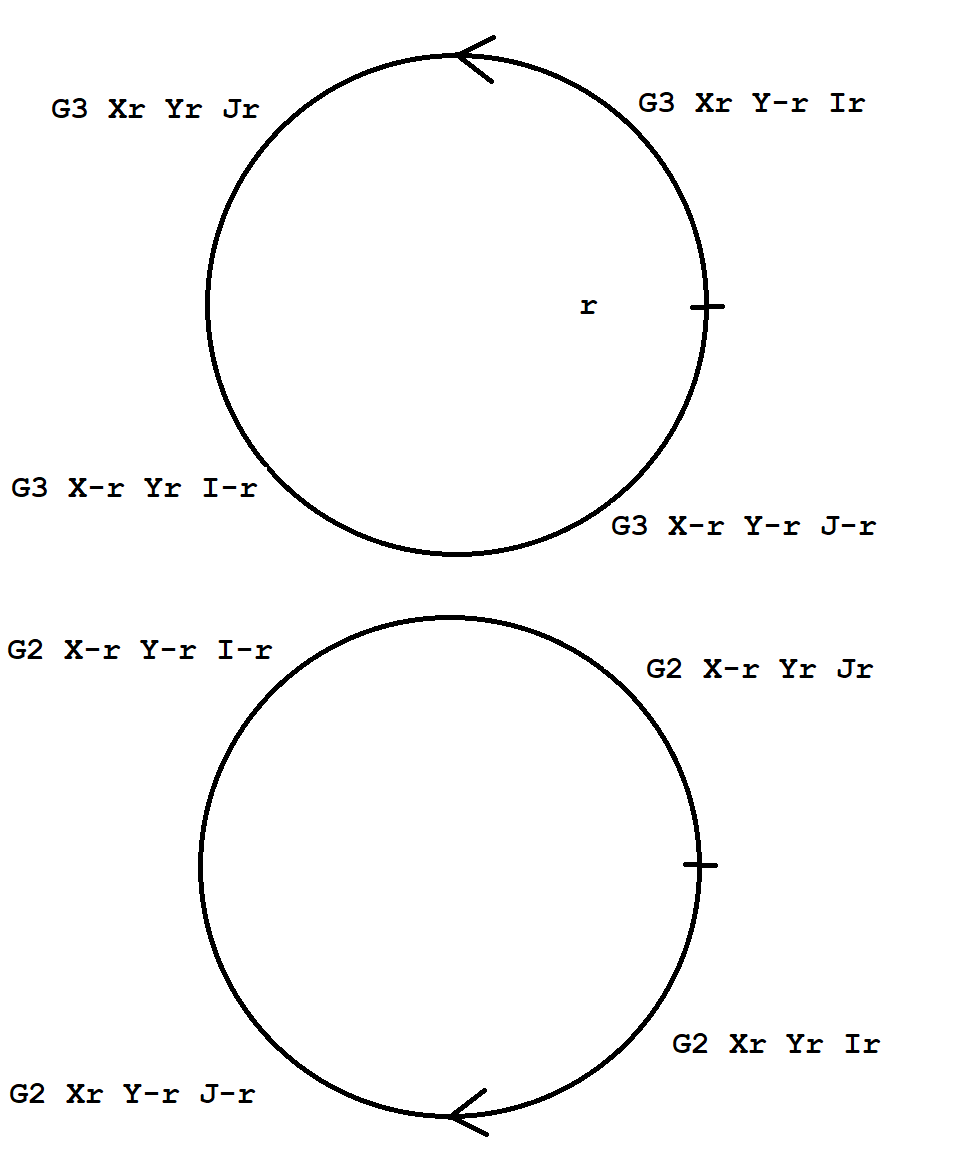 G3 Xr Y-r Ir
G3 Xr Yr Jr
r
G3 X-r Yr I-r
G3 X-r Y-r J-r
G2 X-r Y-r I-r
G2 X-r Yr Jr
G2 Xr Yr Ir
G2 Xr Y-r J-r